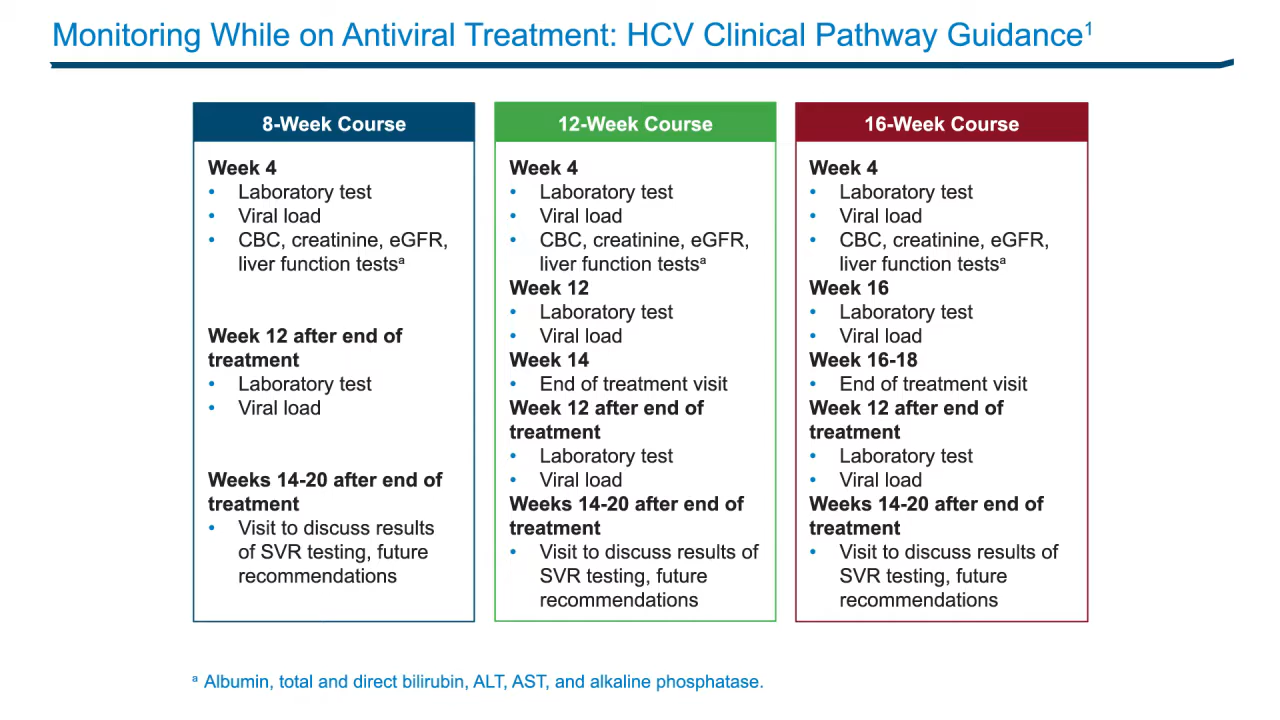 Monitoring While on Antiviral Treatment: HCV Clinical Pathway Guidance¹
8-Week Course
Week 4
• Laboratory test
• Viral load
• CBC, creatinine, eGFR,
liver function testsᵃ
Week 12 after end of
treatment
• Laboratory test
• Viral load
Weeks 14-20 after end of
treatment
• Visit to discuss results
of SVR testing, future
recommendations
12-Week Course
Week 4
• Laboratory test
• Viral load
• CBC, creatinine, eGFR,
liver function testsᵃ
Week 12
• Laboratory test
• Viral load
Week 14
• End of treatment visit
Week 12 after end of
treatment
• Laboratory test
• Viral load
Weeks 14-20 after end of
treatment
• Visit to discuss results of
SVR testing, future
recommendations
16-Week Course
Week 4
• Laboratory test
• Viral load
• CBC, creatinine, eGFR,
liver function testsᵃ
Week 16
• Laboratory test
• Viral load
Week 16-18
• End of treatment visit
Week 12 after end of
treatment
• Laboratory test
• Viral load
Weeks 14-20 after end of
treatment
• Visit to discuss results of
SVR testing, future
recommendations
ᵃ Albumin, total and direct bilirubin, ALT, AST, and alkaline phosphatase.